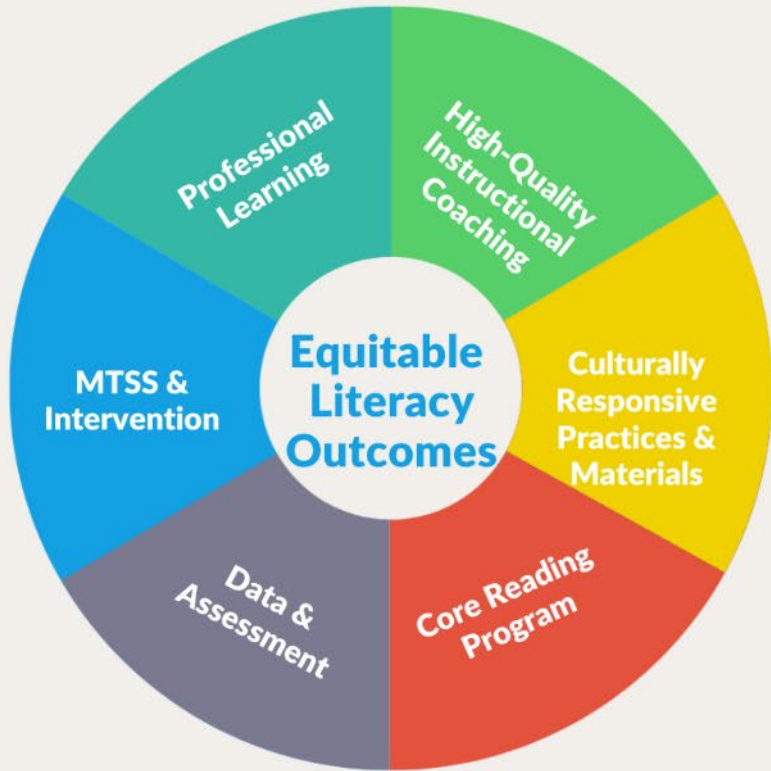 Professional
Learning
High-Quality
Instructional
Coaching
MTSS &
Intervention
Equitable
Literacy
Outcomes
Culturally
Responsive
Practices &
Materials
Data &
Assessment
Core Reading
Program